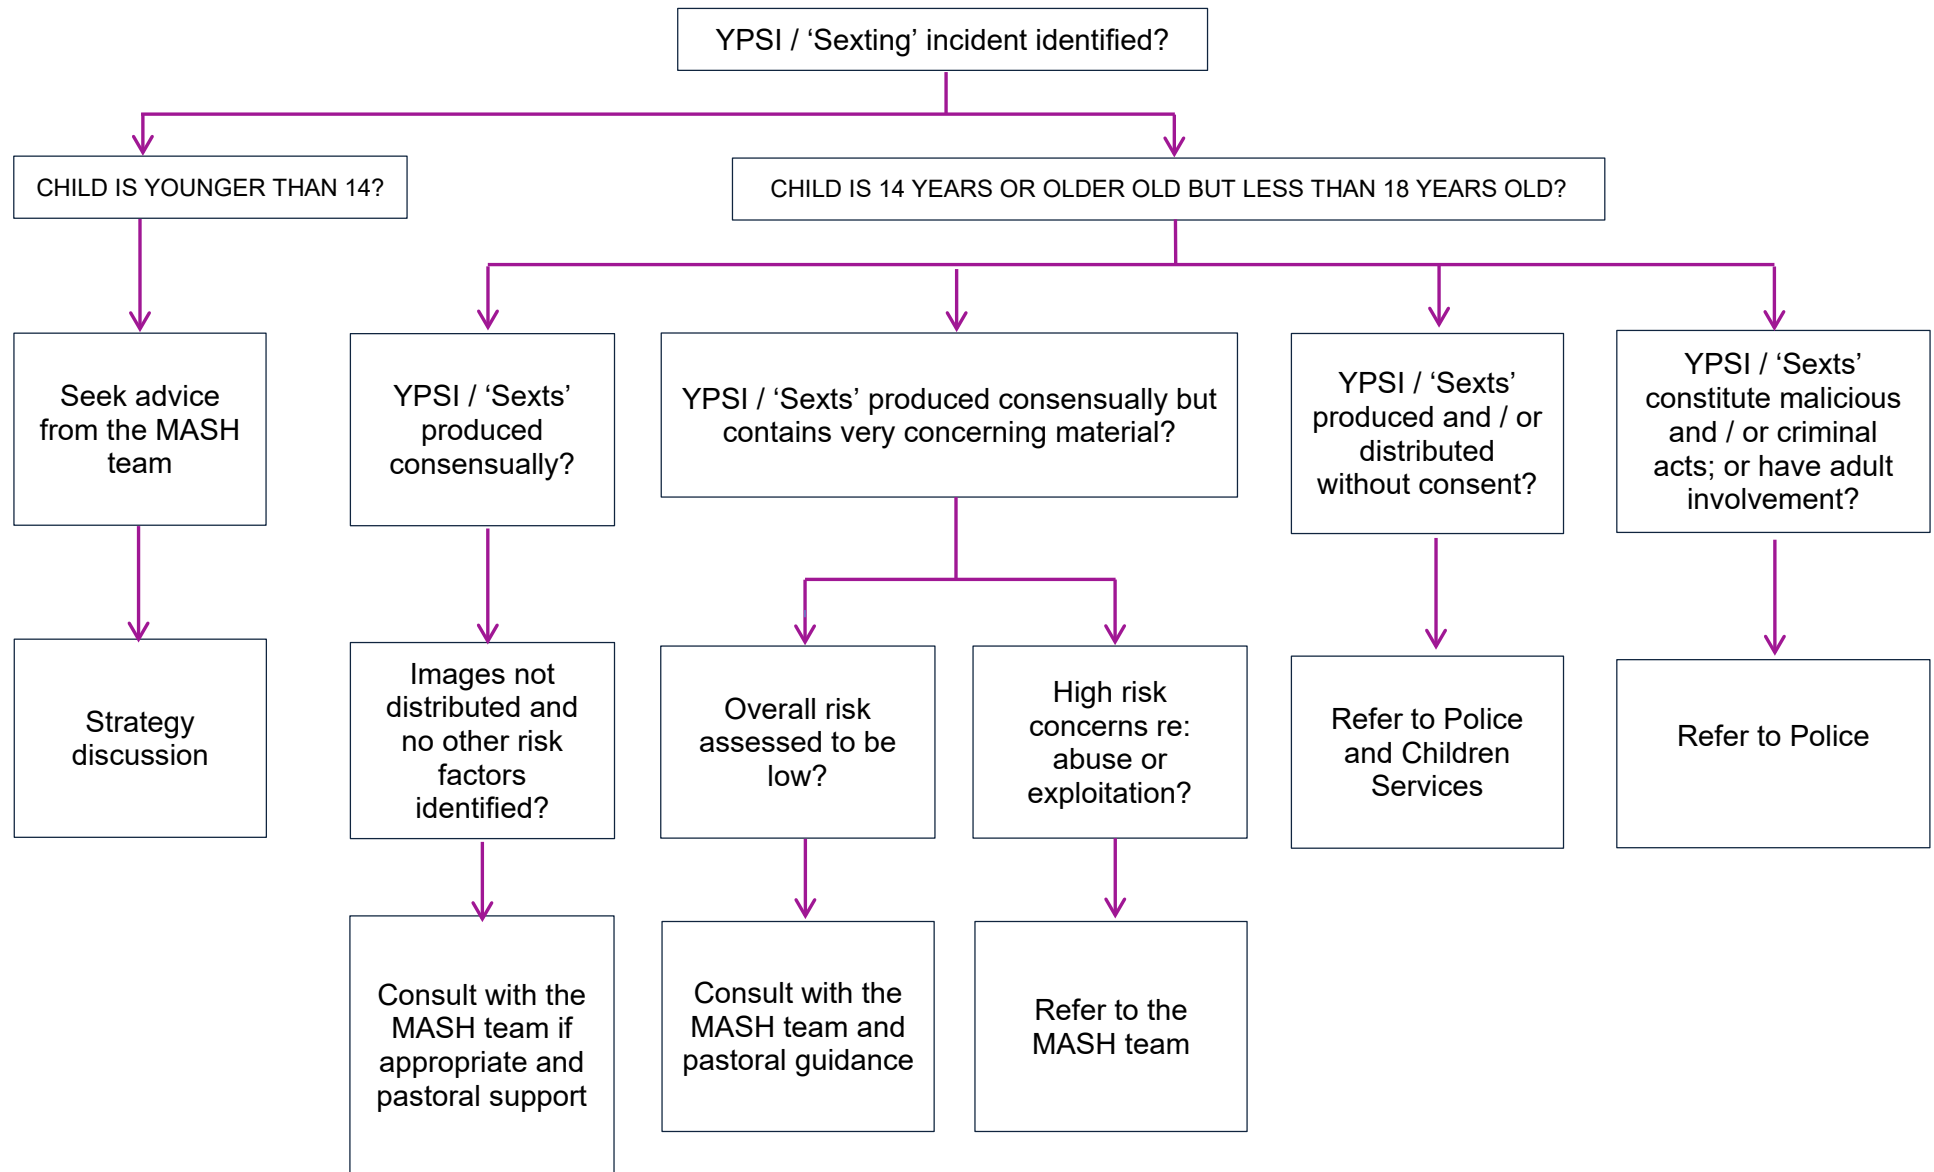 YPSI / ‘Sexting’ incident identified?
CHILD IS YOUNGER THAN 14?
CHILD IS 14 YEARS OR OLDER OLD BUT LESS THAN 18 YEARS OLD?
Seek advice
from the MASH
team
YPSI / ‘Sexts’
produced
consensually?
YPSI / ‘Sexts’ produced consensually but
contains very concerning material?
YPSI / ‘Sexts’
produced and / or
distributed
without consent?
YPSI / ‘Sexts’
constitute malicious
and / or criminal
acts; or have adult
involvement?
Strategy
discussion
Images not
distributed and
no other risk
factors
identified?
Overall risk
assessed to be
low?
High risk
concerns re:
abuse or
exploitation?
Refer to Police
and Children
Services
Refer to Police
Consult with the
MASH team if
appropriate and
pastoral support
Consult with the
MASH team and
pastoral guidance
Refer to the
MASH team